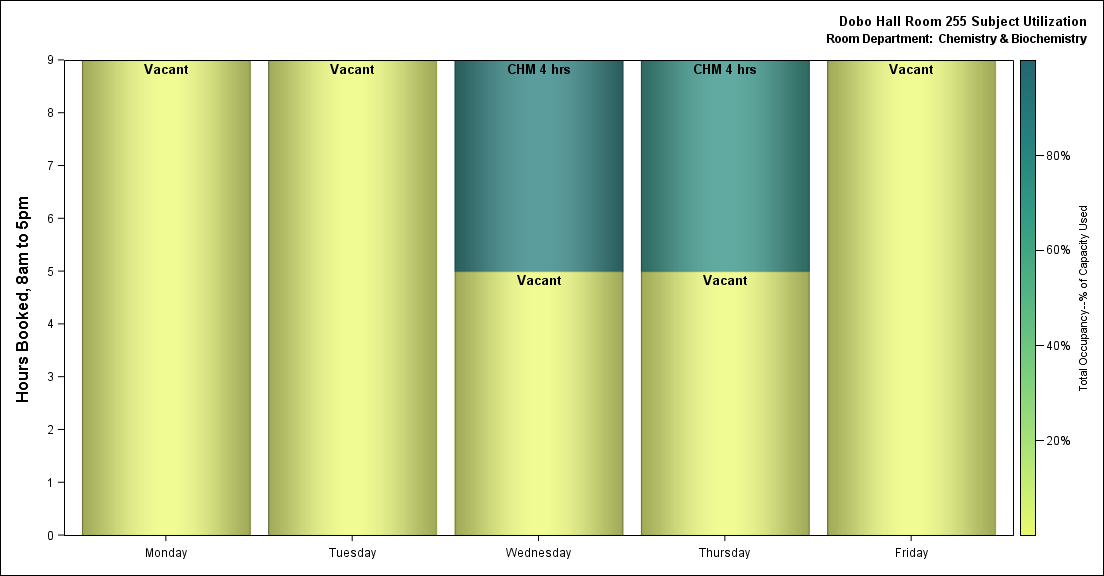 Dobo Hall Room 255 Subject Utilization
Room Department: Chemistry & Biochemistry
Hours Booked, 8am to 5pm
9
8
7
6
5
4
3
2
1
0
Vacant
Vacant
CHM 4 hrs
CHM 4 hrs
Vacant
Vacant
Vacant
Monday
Tuesday
Wednesday
Thursday
Friday
80%
60%
40%
20%
Total Occupancy--% of Capacity Used